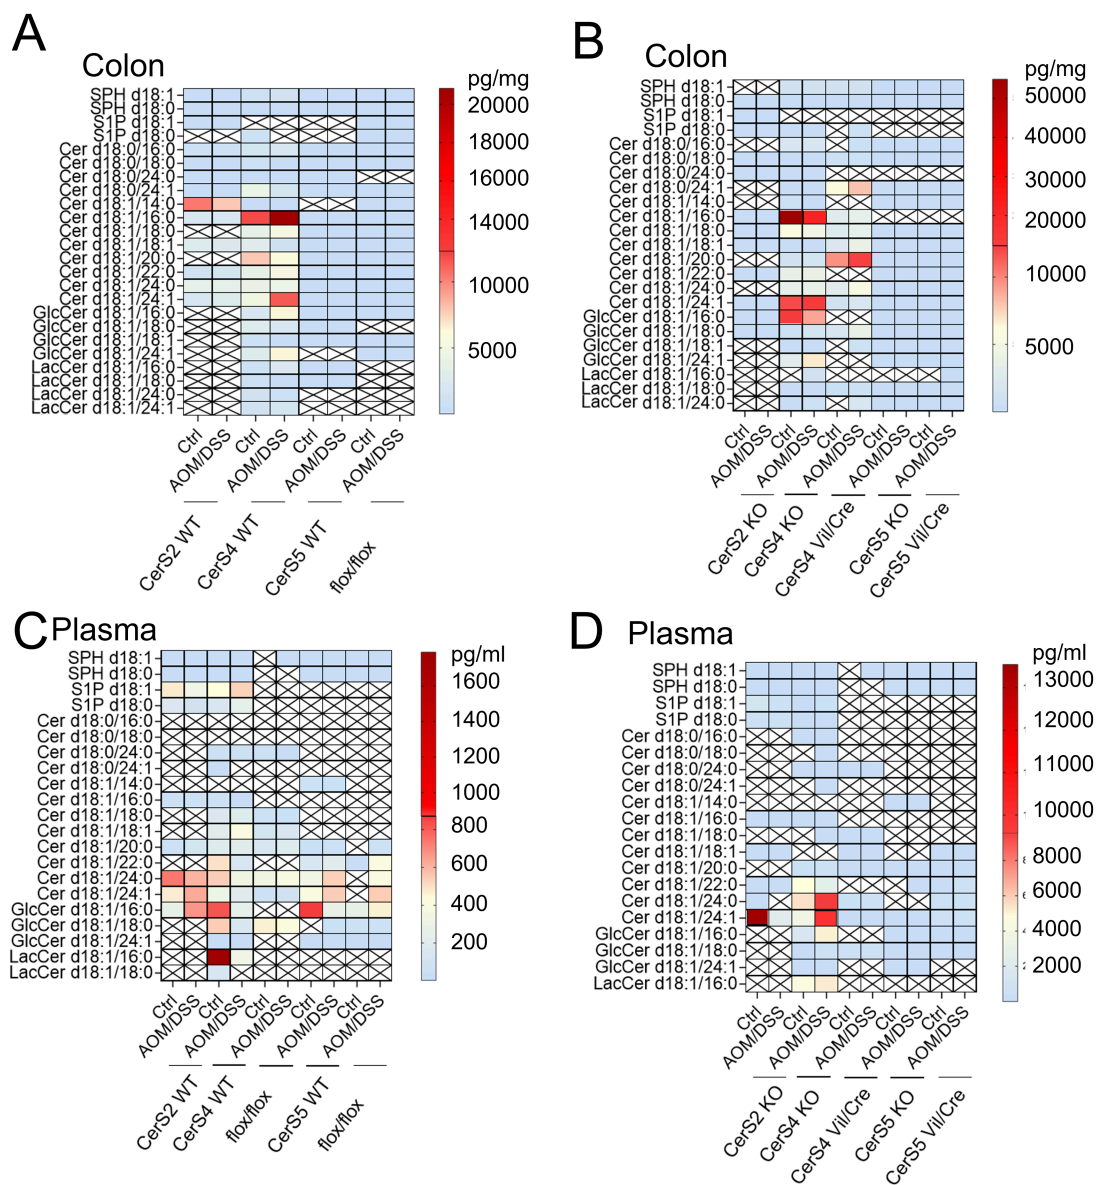 A
Colon
pg/mg
SPH d18:1
SPH d18:0
S1P d18:1
S1P d18:0
Cer d18:0/16:0
Cer d18:0/18:0
Cer d18:0/24:0
Cer d18:0/24:1
Cer d18:1/14:0
Cer d18:1/16:0
Cer d18:1/18:0
Cer d18:1/18:1
Cer d18:1/20:0
Cer d18:1/22:0
Cer d18:1/24:0
Cer d18:1/24:1
GlcCer d18:1/16:0
GlcCer d18:1/18:0
GlcCer d18:1/18:1
GlcCer d18:1/24:1
LacCer d18:1/16:0
LacCer d18:1/18:0
LacCer d18:1/24:0
LacCer d18:1/24:1
20000
18000
16000
14000
10000
5000
Ctrl
AOM/DSS
Ctrl
AOM/DSS
Ctrl
AOM/DSS
Ctrl
AOM/DSS
CerS2 WT
CerS4 WT
CerS5 WT
flox/flox
B
Colon
pg/mg
SPH d18:1
SPH d18:0
S1P d18:1
S1P d18:0
Cer d18:0/16:0
Cer d18:0/18:0
Cer d18:0/24:0
Cer d18:0/24:1
Cer d18:1/14:0
Cer d18:1/16:0
Cer d18:1/18:0
Cer d18:1/18:1
Cer d18:1/20:0
Cer d18:1/22:0
Cer d18:1/24:0
Cer d18:1/24:1
GlcCer d18:1/16:0
GlcCer d18:1/18:0
GlcCer d18:1/18:1
GlcCer d18:1/24:1
LacCer d18:1/16:0
LacCer d18:1/18:0
LacCer d18:1/24:0
50000
40000
30000
20000
10000
5000
Ctrl
AOM/DSS
Ctrl
AOM/DSS
Ctrl
AOM/DSS
Ctrl
AOM/DSS
Ctrl
AOM/DSS
CerS2 KO
CerS4 KO
CerS4 Vil/Cre
CerS5 KO
CerS5 Vil/Cre
C
Plasma
pg/ml
SPH d18:1
SPH d18:0
S1P d18:1
S1P d18:0
Cer d18:0/16:0
Cer d18:0/18:0
Cer d18:0/24:0
Cer d18:0/24:1
Cer d18:1/14:0
Cer d18:1/16:0
Cer d18:1/18:0
Cer d18:1/18:1
Cer d18:1/20:0
Cer d18:1/22:0
Cer d18:1/24:0
Cer d18:1/24:1
GlcCer d18:1/16:0
GlcCer d18:1/18:0
GlcCer d18:1/24:1
LacCer d18:1/16:0
LacCer d18:1/18:0
1600
1400
1200
1000
800
600
400
200
Ctrl
AOM/DSS
Ctrl
AOM/DSS
Ctrl
AOM/DSS
Ctrl
AOM/DSS
Ctrl
AOM/DSS
CerS2 WT
CerS4 WT
flox/flox
CerS5 WT
flox/flox
D
Plasma
pg/ml
SPH d18:1
SPH d18:0
S1P d18:1
S1P d18:0
Cer d18:0/16:0
Cer d18:0/18:0
Cer d18:0/24:0
Cer d18:0/24:1
Cer d18:1/14:0
Cer d18:1/16:0
Cer d18:1/18:0
Cer d18:1/18:1
Cer d18:1/20:0
Cer d18:1/22:0
Cer d18:1/24:0
Cer d18:1/24:1
GlcCer d18:1/16:0
GlcCer d18:1/18:0
GlcCer d18:1/24:1
LacCer d18:1/16:0
13000
12000
11000
10000
8000
6000
4000
2000
Ctrl
AOM/DSS
Ctrl
AOM/DSS
Ctrl
AOM/DSS
Ctrl
AOM/DSS
Ctrl
AOM/DSS
CerS2 KO
CerS4 KO
CerS4 Vil/Cre
CerS5 KO
CerS5 Vil/Cre